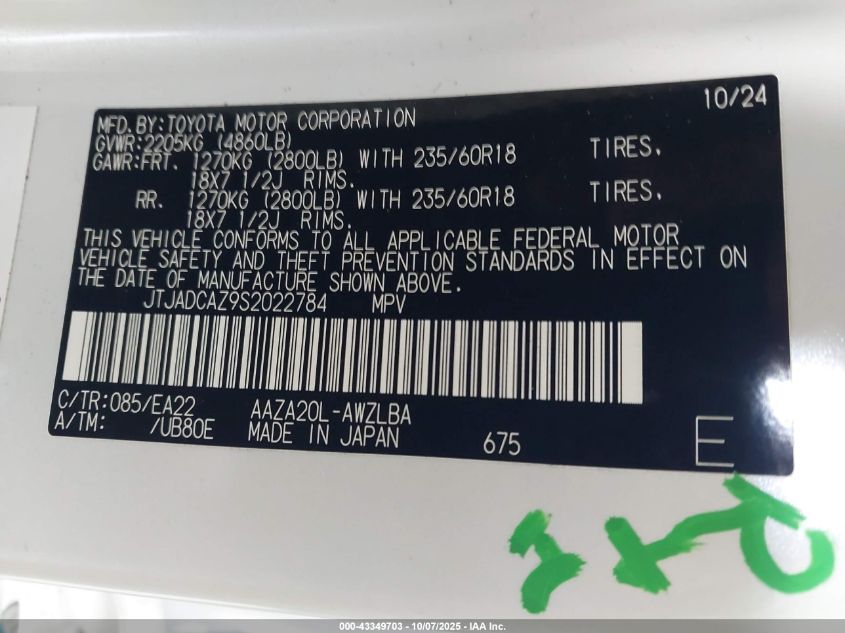 10/24
MFD. BY: TOYOTA MOTOR CORPORATION
GVWR: 2205KG (4860LB)
GAWR: FRT. 1270KG (2800LB) WITH 235/60R18 TIRES.
18X7 1/2J RIMS.
RR. 1270KG (2800LB) WITH 235/60R18 TIRES.
18X7 1/2J RIMS.
THIS VEHICLE CONFORMS TO ALL APPLICABLE FEDERAL MOTOR
VEHICLE SAFETY AND THEFT PREVENTION STANDARDS IN EFFECT ON
THE DATE OF MANUFACTURE SHOWN ABOVE.
JTJADCAZ9S2022784 MPV
C/TR: 085/EA22 AAZA20L-AWZLBA
A/TM: /UB80E MADE IN JAPAN 675 E
000-43349703 - 10/07/2025 - IAA Inc.